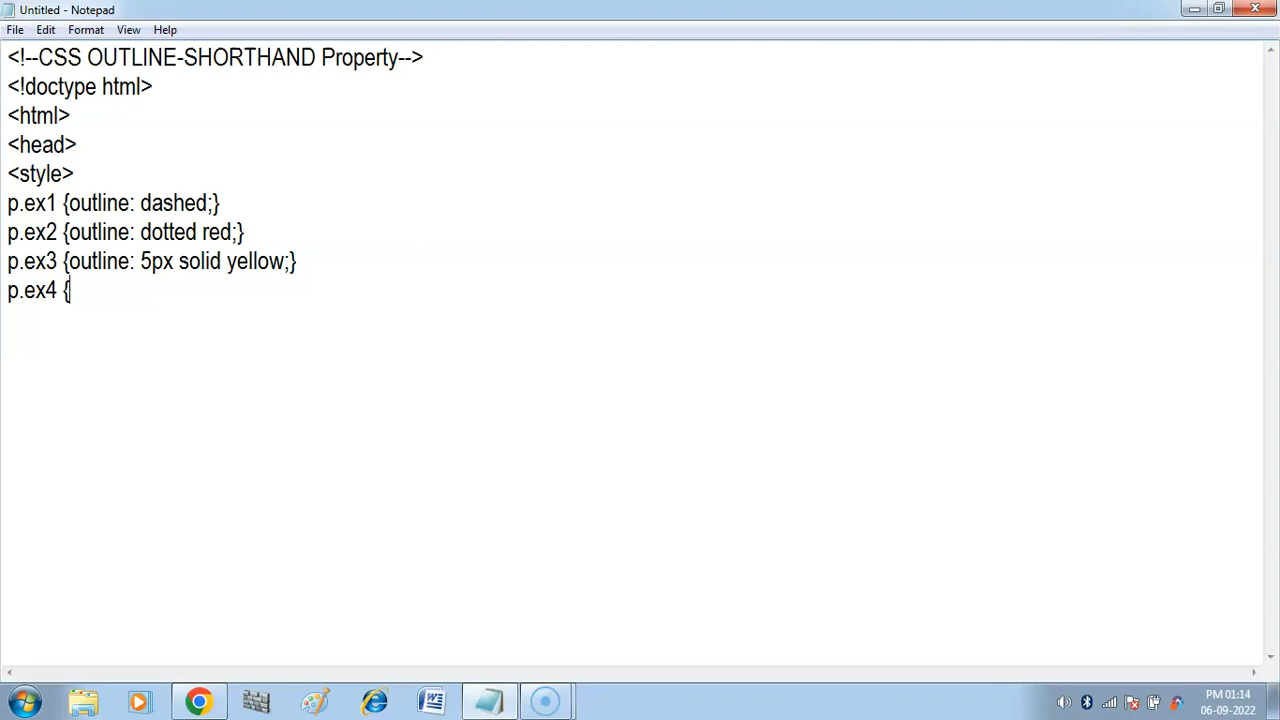 Untitled - Notepad
File Edit Format View Help
<!--CSS OUTLINE-SHORTHAND Property-->
<!doctype html>
<html>
<head>
<style>
p.ex1 {outline: dashed;}
p.ex2 {outline: dotted red;}
p.ex3 {outline: 5px solid yellow;}
p.ex4 {
PM 01:14
06-09-2022